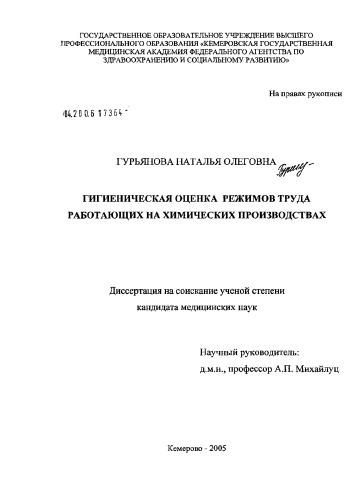 ГОСУДАРСТВЕННОЕ ОБРАЗОВАТЕЛЬНОЕ УЧРЕЖДЕНИЕ ВЫСШЕГО
ПРОФЕССИОНАЛЬНОГО ОБРАЗОВАНИЯ «КЕМЕРОВСКАЯ ГОСУДАРСТВЕННАЯ
МЕДИЦИНСКАЯ АКАДЕМИЯ ФЕДЕРАЛЬНОГО АГЕНТСТВА ПО
ЗДРАВООХРАНЕНИЮ И СОЦИАЛЬНОМУ РАЗВИТИЮ»
На правах рукописи
04.200.6 17364-
ГУРЬЯНОВА НАТАЛЬЯ ОЛЕГОВНА
ГИГИЕНИЧЕСКАЯ ОЦЕНКА РЕЖИМОВ ТРУДА
РАБОТАЮЩИХ НА ХИМИЧЕСКИХ ПРОИЗВОДСТВАХ
Диссертация на соискание ученой степени
кандидата медицинских наук
Научный руководитель:
д.м.н., профессор А.П. Михайлуц
Кемерово - 2005